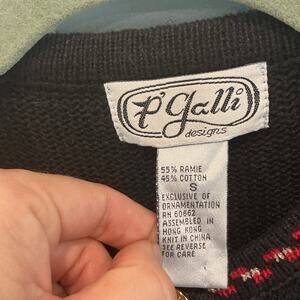 P'Galli
designs
55% RAMIE
45% COTTON
S
EXCLUSIVE OF
ORNAMENTATION
RN 60862
ASSEMBLED IN
HONG KONG
KNIT IN CHINA
SEE REVERSE
FOR CARE